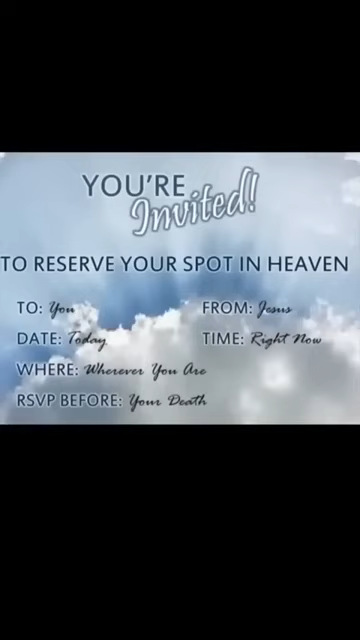 YOU'RE
Invited!
TO RESERVE YOUR SPOT IN HEAVEN
TO: You FROM: Jesus
DATE: Today TIME: Right Now
WHERE: Wherever You Are
RSVP BEFORE: Your Death